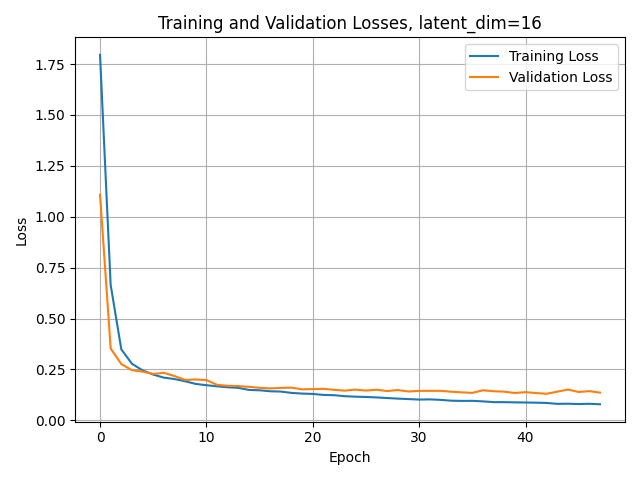 Training and Validation Losses, latent_dim=16
Training Loss
Validation Loss
1.75
1.50
1.25
1.00
0.75
0.50
0.25
0.00
Loss
0 10 20 30 40
Epoch